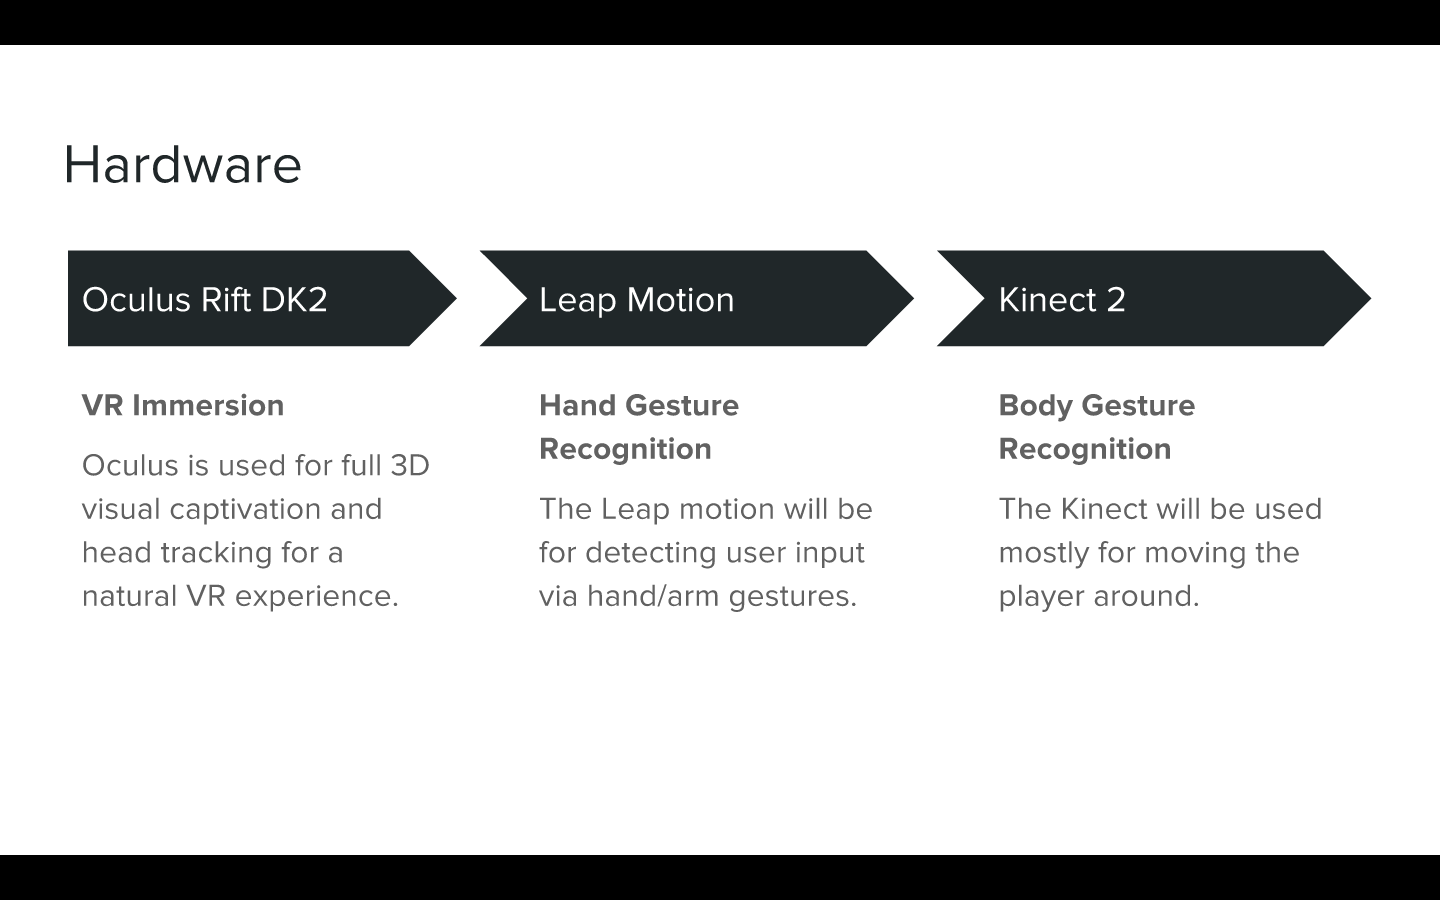 Hardware
Oculus Rift DK2
Leap Motion
Kinect 2
VR Immersion
Oculus is used for full 3D
visual captivation and
head tracking for a
natural VR experience.
Hand Gesture
Recognition
The Leap motion will be
for detecting user input
via hand/arm gestures.
Body Gesture
Recognition
The Kinect will be used
mostly for moving the
player around.